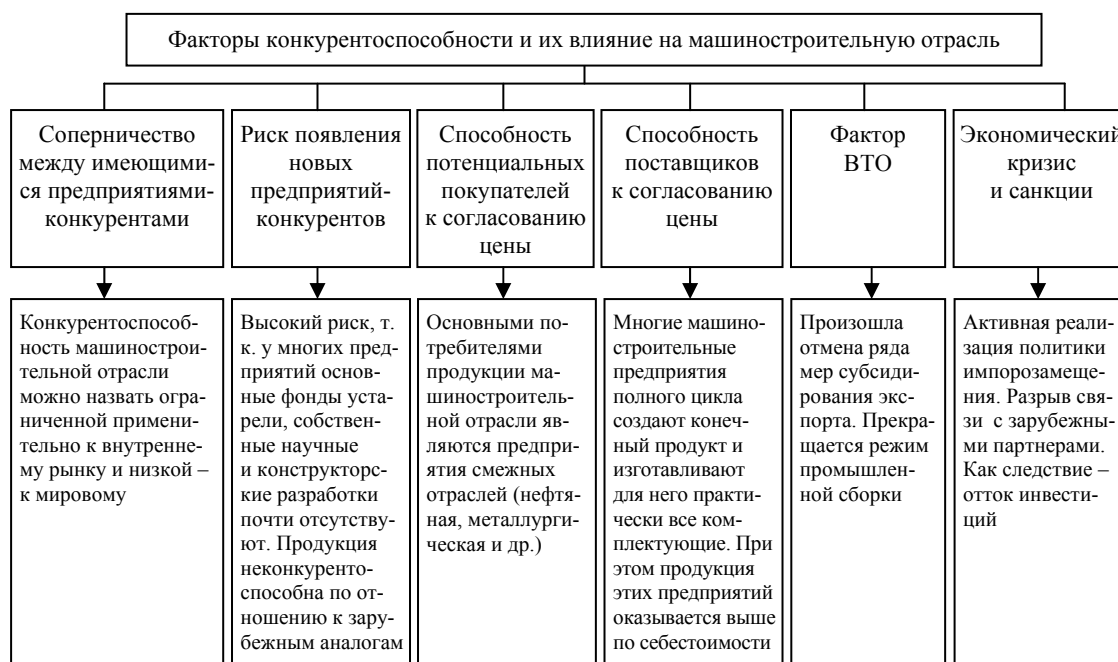 Факторы конкурентоспособности и их влияние на машиностроительную отрасль
Соперничество
между имеющими-
ся предприятиями-
конкурентами
Риск появления
новых
предприятий-
конкурентов
Способность
потенциальных
покупателей
к согласованию
цены
Способность
поставщиков
к согласованию
цены
Фактор
ВТО
Экономический
кризис
и санкции
Конкурентоспособ-
ность машинострои-
тельной отрасли
можно назвать огра-
ниченной примени-
тельно к внутренне-
му рынку и низкой –
к мировому
Высокий риск, т.
к. у многих пред-
приятий основ-
ные фонды уста-
рели, собствен-
ные научные
и конструктор-
ские разработки
почти отсутству-
ют. Продукция
неконкуренто-
способна по от-
ношению к зару-
бежным аналогам
Основными по-
требителями
продукции ма-
шиностроитель-
ной отрасли яв-
ляются предпри-
ятия смежных
отраслей (нефтя-
ная, металлурги-
ческая и др.)
Многие машино-
строительные
предприятия
полного цикла
создают конеч-
ный продукт и
изготавливают
для него практи-
чески все ком-
плектующие. При
этом продукция
этих предприятий
оказывается выше
по себестоимости
Произошла
отмена ряда
мер субсиди-
рования экс-
порта. Прекра-
щается режим
промышлен-
ной сборки
Активная реали-
зация политики
импорозамеще-
ния. Разрыв свя-
зи с зарубежны-
ми партнерами.
Как следствие –
отток инвести-
ций